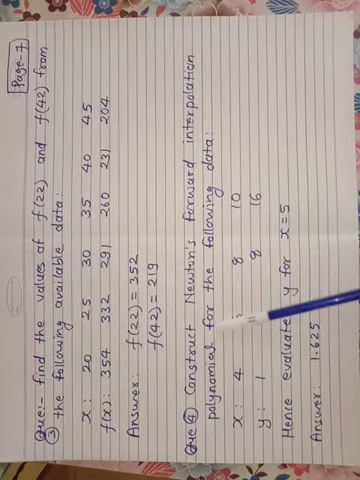 Page-7
Que:- find the values of f(22) and f(42) from
③ the following available data:
x: 20 25 30 35 40 45
f(x): 354 332 291 260 231 204
Answer: f(22) = 352
f(42) = 219
Que ④ Construct Newton's forward interpolation
polynomial for the following data:
x: 4 8 10
y: 1 8 16
Hence evaluate y for x=5
Answer: 1.625